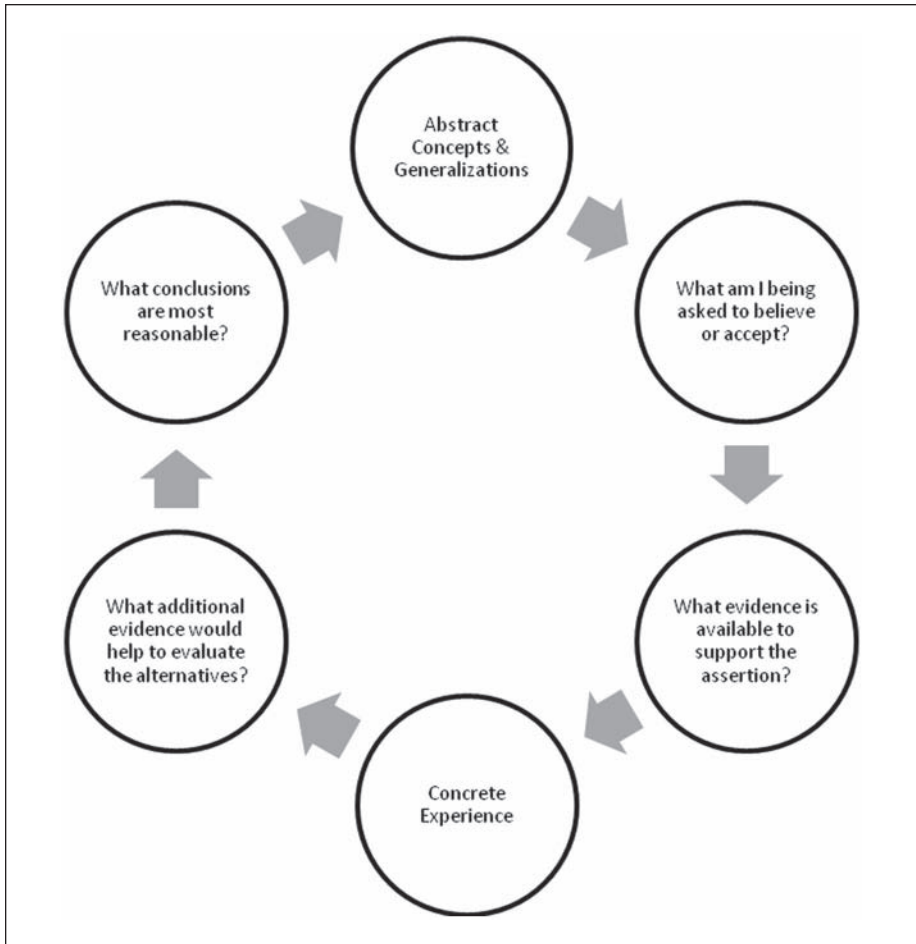 Abstract
Concepts &
Generalizations
What am I being
asked to believe
or accept?
What evidence is
available to
support the
assertion?
Concrete
Experience
What additional
evidence would
help to evaluate
the alternatives?
What conclusions
are most
reasonable?